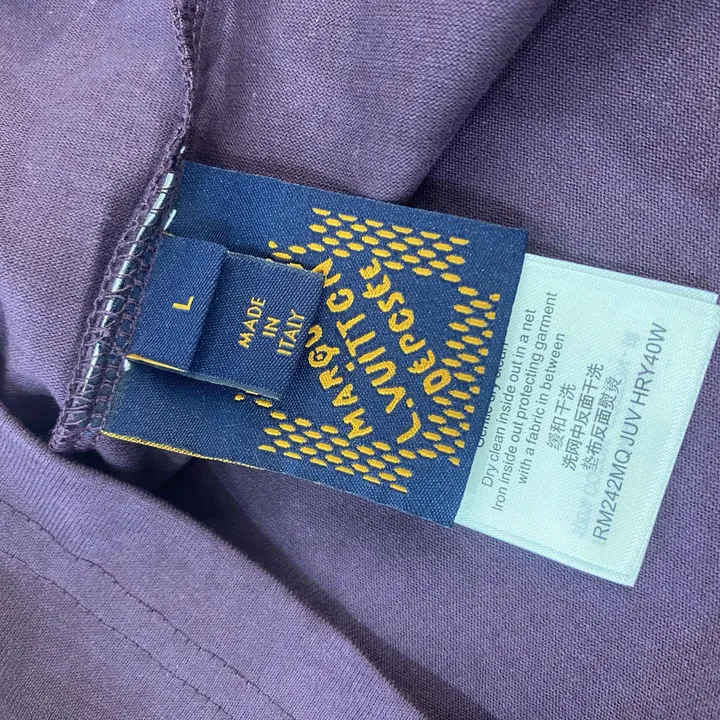 L
MADE
IN
ITALY
L.VUITTON
DÉPOSÉE
Dry clean inside out in a net
Iron inside out protecting garment
with a fabric in between
缓和干洗
洗网中反面干洗
垫布反面熨烫
RM242MQ JUV HRY40W